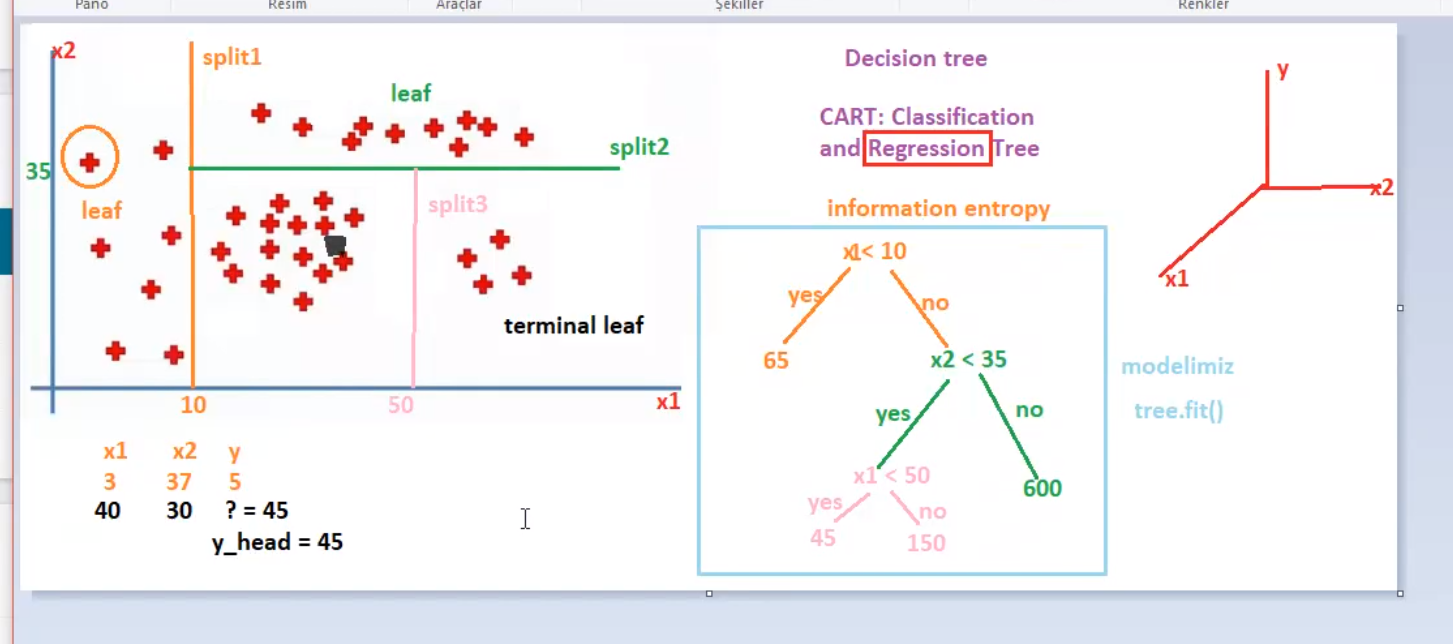 Pano
Resim
Araçlar
Şekiller
Renkler
x2
split1
leaf
split2
35
leaf
split3
terminal leaf
10
50
x1
x1 x2 y
3 37 5
40 30 ? = 45
y_head = 45
Decision tree
CART: Classification
and Regression Tree
information entropy
x1< 10
yes
no
65
x2 < 35
yes
no
x1 < 50
600
yes
no
45
150
modelimiz
tree.fit()
y
x2
x1